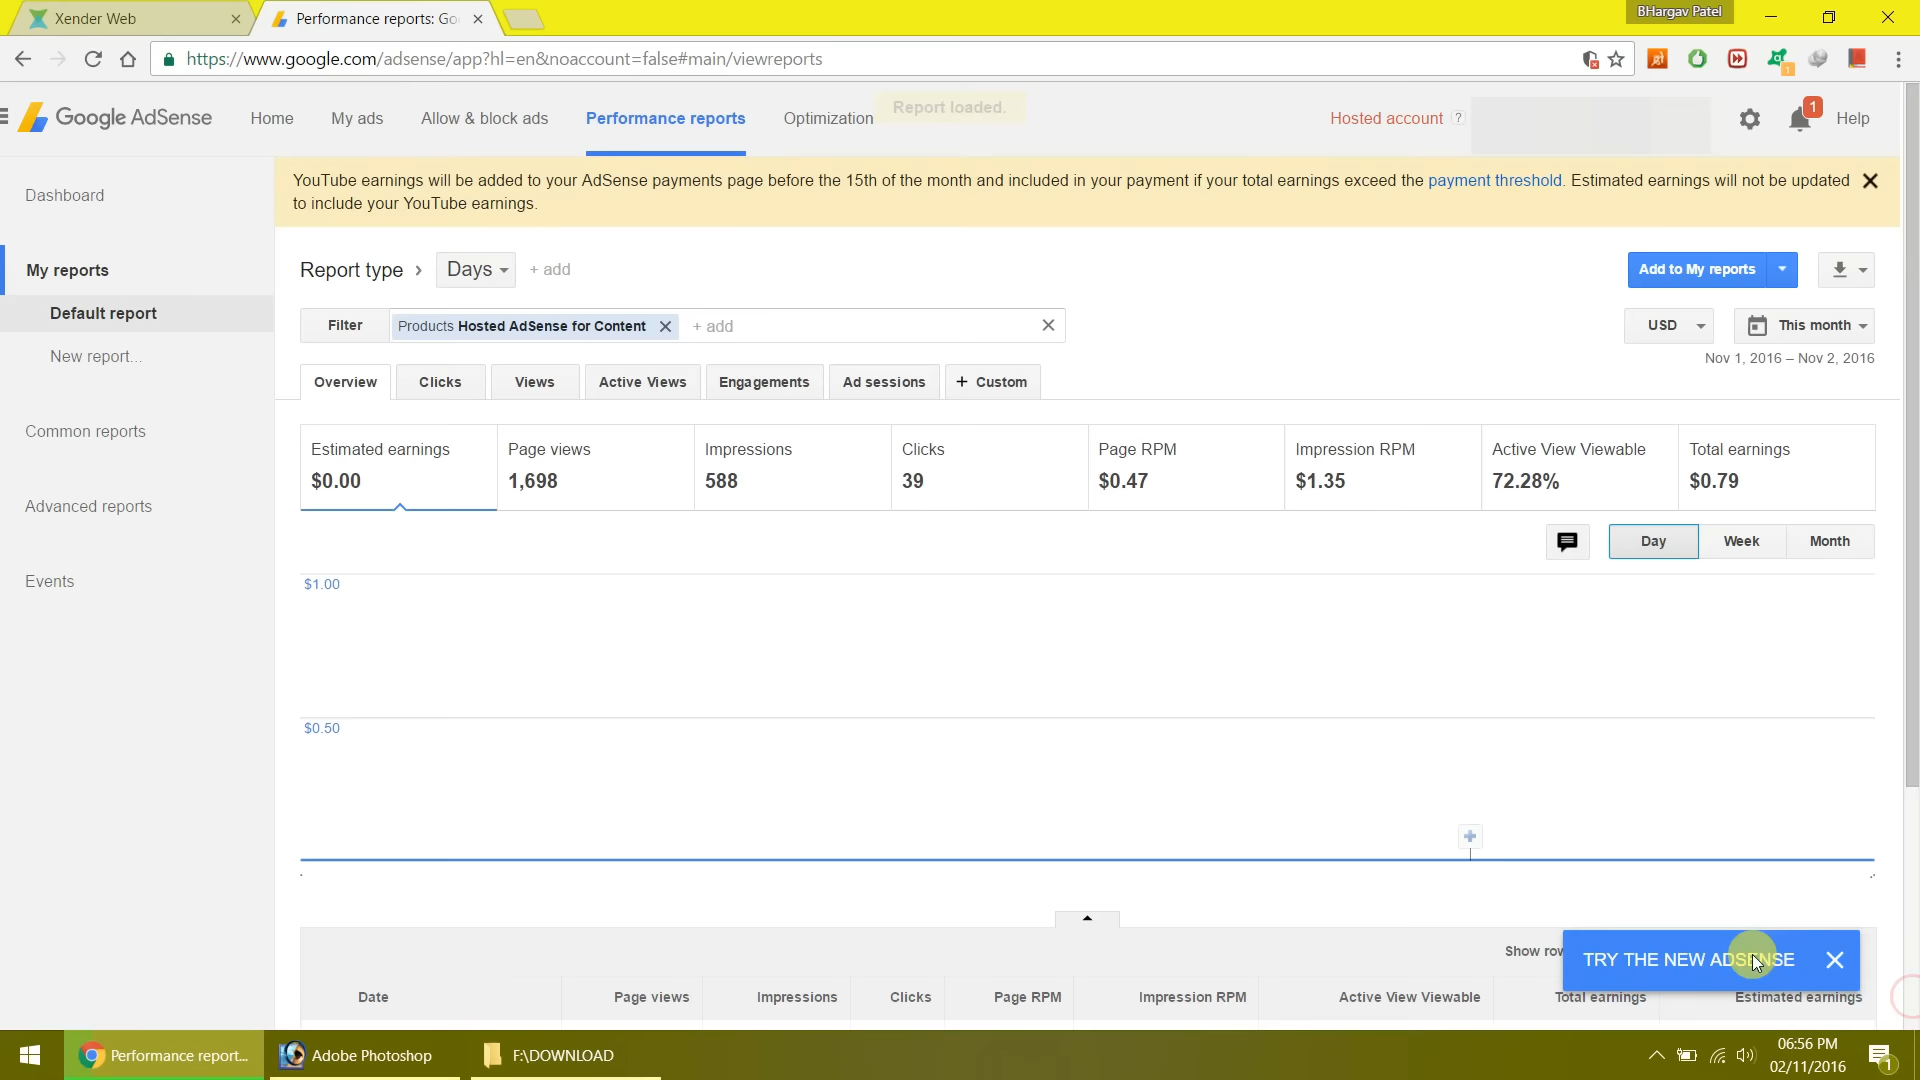 Xender Web
Performance reports: Go
BHargav Patel
https://www.google.com/adsense/app?hl=en&noaccount=false#main/viewreports
Google AdSense
Home
My ads
Allow & block ads
Performance reports
Optimization
Report loaded.
Hosted account ?
1
Help
YouTube earnings will be added to your AdSense payments page before the 15th of the month and included in your payment if your total earnings exceed the payment threshold. Estimated earnings will not be updated
to include your YouTube earnings.
Dashboard
My reports
Default report
New report...
Common reports
Advanced reports
Events
Report type › Days + add
Add to My reports
Filter
Products Hosted AdSense for Content
+ add
USD
This month
Nov 1, 2016 – Nov 2, 2016
Overview
Clicks
Views
Active Views
Engagements
Ad sessions
+ Custom
Estimated earnings
$0.00
Page views
1,698
Impressions
588
Clicks
39
Page RPM
$0.47
Impression RPM
$1.35
Active View Viewable
72.28%
Total earnings
$0.79
Day
Week
Month
$1.00
$0.50
Show
TRY THE NEW ADSENSE
Date
Page views
Impressions
Clicks
Page RPM
Impression RPM
Active View Viewable
Total earnings
Estimated earnings
Performance report...
Adobe Photoshop
F:\DOWNLOAD
06:56 PM
02/11/2016
1